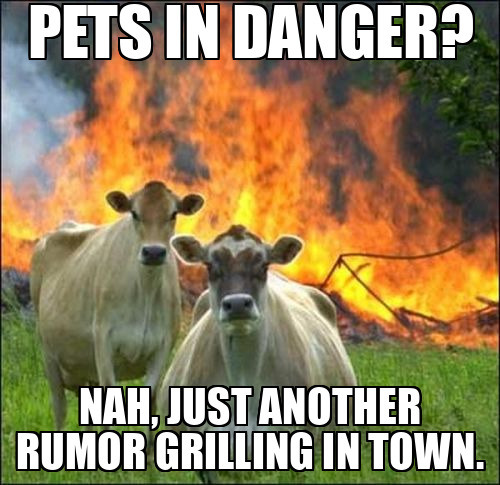 PETS IN DANGER?
NAH, JUST ANOTHER
RUMOR GRILLING IN TOWN.